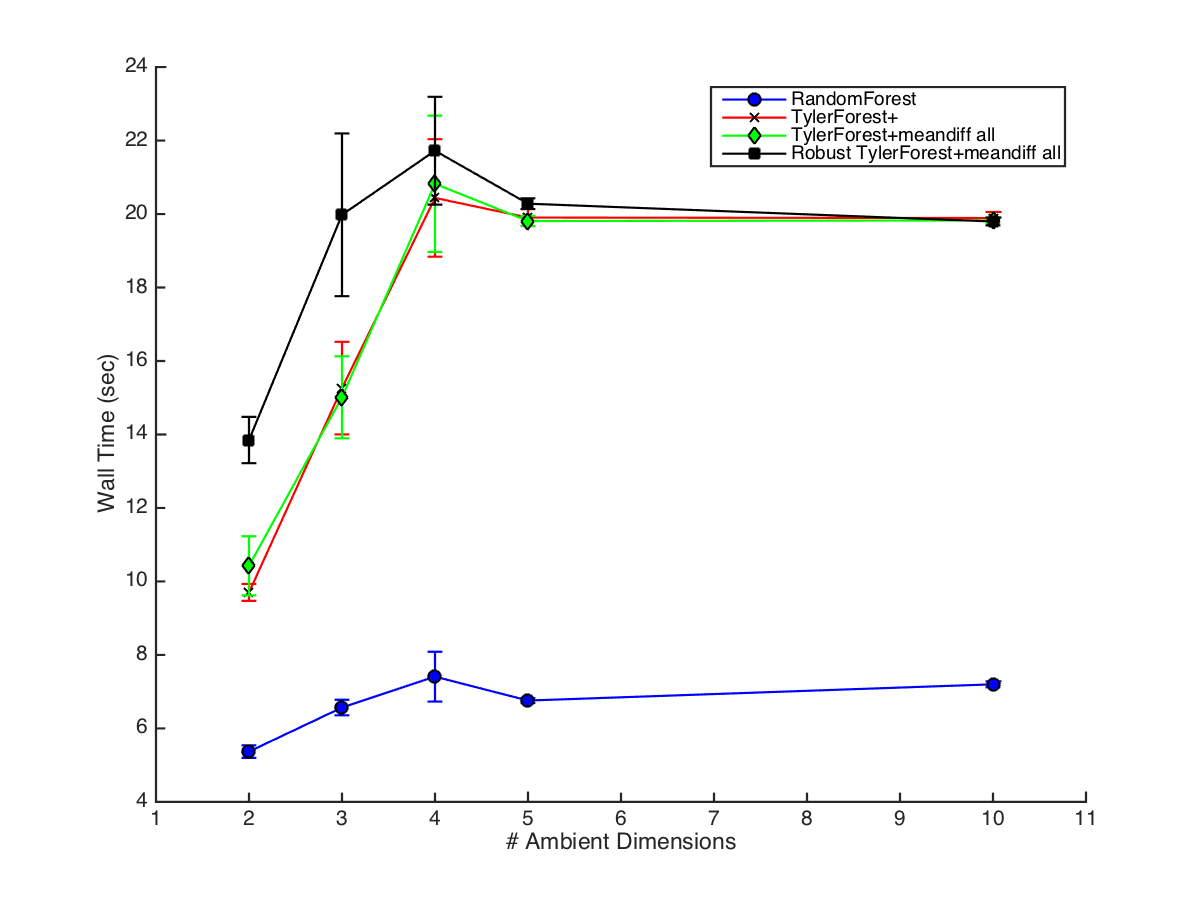 24
22
20
18
16
14
12
10
8
6
4
Wall Time (sec)
RandomForest
TylerForest+
TylerForest+meandiff all
Robust TylerForest+meandiff all
1 2 3 4 5 6 7 8 9 10 11
# Ambient Dimensions